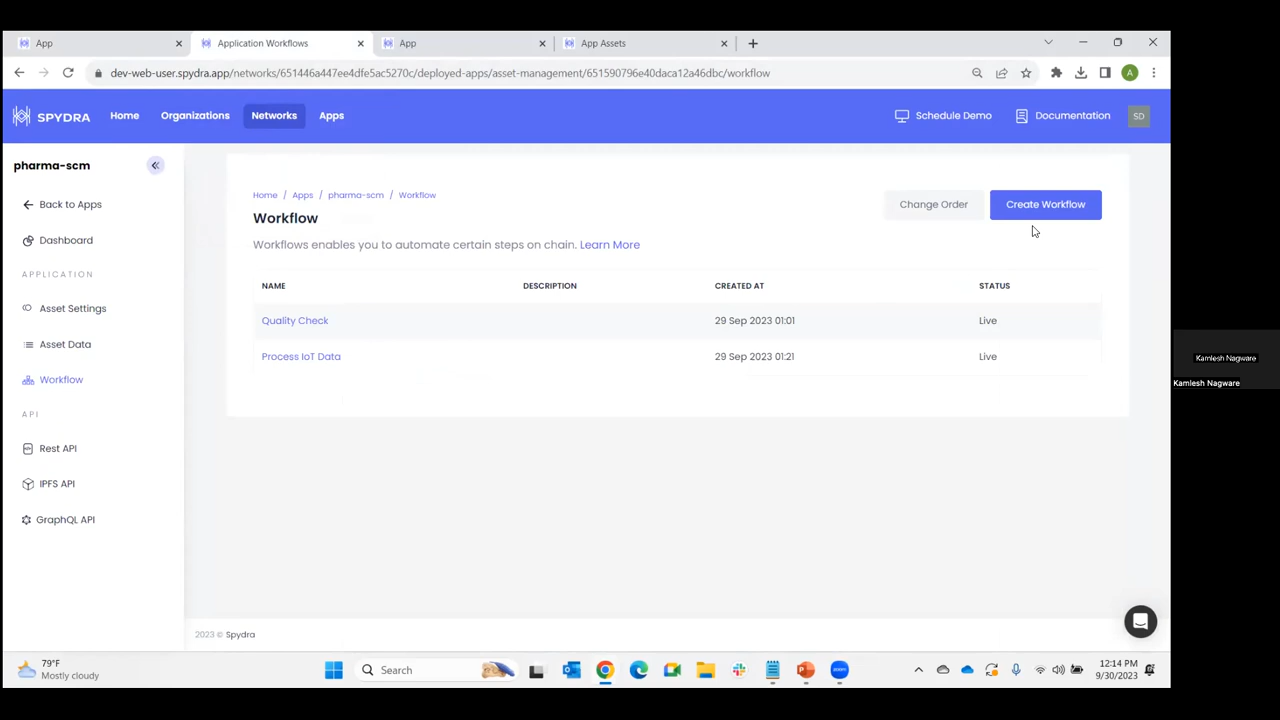 App
Application Workflows
App
App Assets
dev-web-user.spydra.app/networks/651446a447ee4dfe5ac5270c/deployed-apps/asset-management/651590796e40daca12a46dbc/workflow
A
SPYDRA
Home
Organizations
Networks
Apps
Schedule Demo
Documentation
SD
pharma-scm
Back to Apps
Dashboard
APPLICATION
Asset Settings
Asset Data
Workflow
API
Rest API
IPFS API
GraphQL API
Home / Apps / pharma-scm / Workflow
Workflow
Change Order
Create Workflow
Workflows enables you to automate certain steps on chain. Learn More
NAME DESCRIPTION CREATED AT STATUS
Quality Check 29 Sep 2023 01:01 Live
Process IoT Data 29 Sep 2023 01:21 Live
2023 © Spydra
Kamlesh Nagware
Kamlesh Nagware
79°F
Mostly cloudy
Search
zoom
12:14 PM
9/30/2023